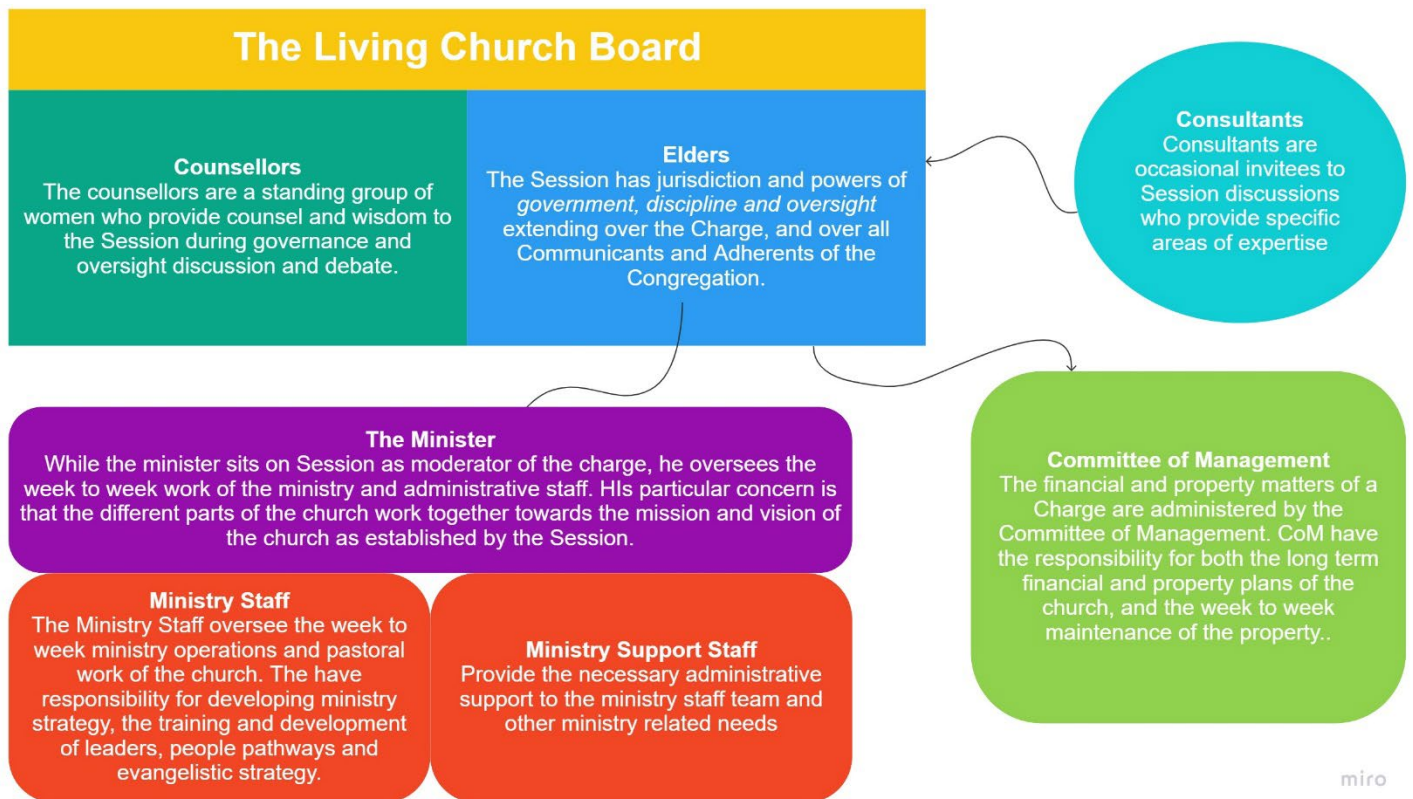 The Living Church Board
Counsellors
The counsellors are a standing group of
women who provide counsel and wisdom to
the Session during governance and
oversight discussion and debate.
Elders
The Session has jurisdiction and powers of
government, discipline and oversight
extending over the Charge, and over all
Communicants and Adherents of the
Congregation.
Consultants
Consultants are
occasional invitees to
Session discussions
who provide specific
areas of expertise
The Minister
While the minister sits on Session as moderator of the charge, he oversees the
week to week work of the ministry and administrative staff. HIs particular concern is
that the different parts of the church work together towards the mission and vision of
the church as established by the Session.
Committee of Management
The financial and property matters of a
Charge are administered by the
Committee of Management. CoM have
the responsibility for both the long term
financial and property plans of the
church, and the week to week
maintenance of the property..
Ministry Staff
The Ministry Staff oversee the week to
week ministry operations and pastoral
work of the church. The have
responsibility for developing ministry
strategy, the training and development
of leaders, people pathways and
evangelistic strategy.
Ministry Support Staff
Provide the necessary administrative
support to the ministry staff team and
other ministry related needs
miro